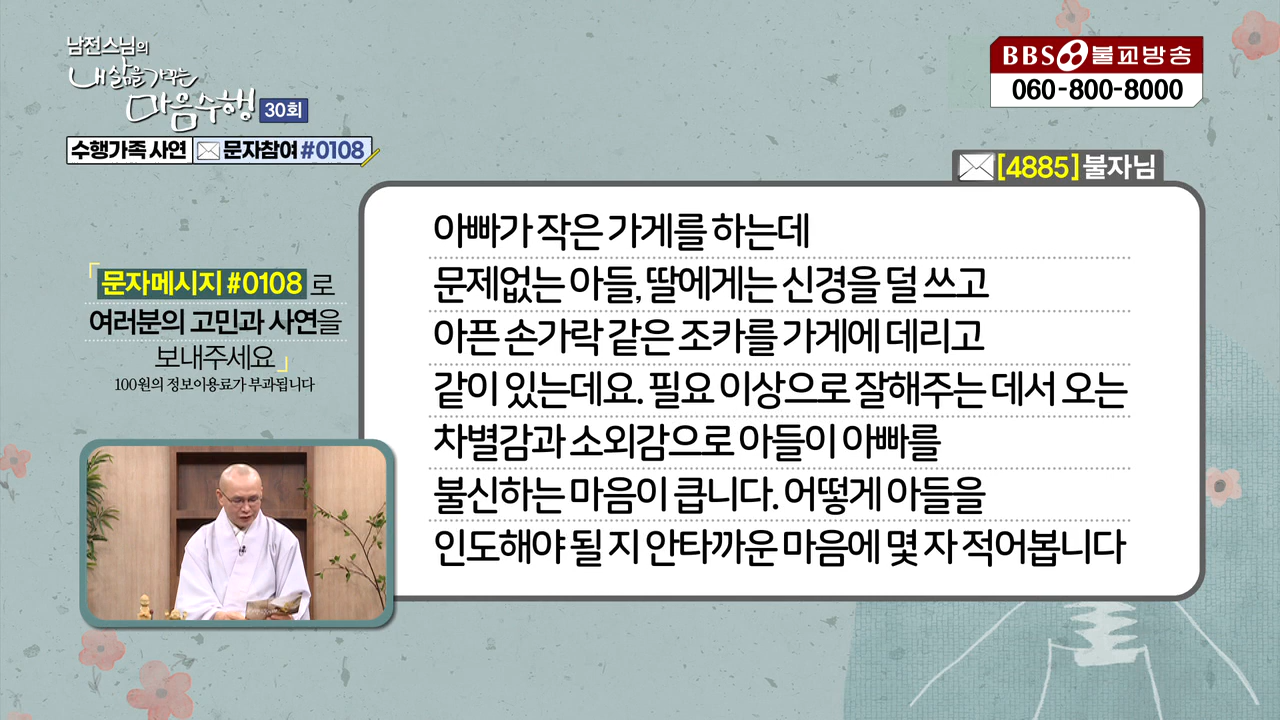 남전스님의
내 삶을 가꾸는
마음수행 30회
수행가족 사연 문자참여 #0108
BBS 불교방송
060-800-8000
[4885] 불자님
아빠가 작은 가게를 하는데
문제없는 아들, 딸에게는 신경을 덜 쓰고
아픈 손가락 같은 조카를 가게에 데리고
같이 있는데요. 필요 이상으로 잘해주는 데서 오는
차별감과 소외감으로 아들이 아빠를
불신하는 마음이 큽니다. 어떻게 아들을
인도해야 될 지 안타까운 마음에 몇 자 적어봅니다
「문자메시지 #0108 로
여러분의 고민과 사연을
보내주세요」
100원의 정보이용료가 부과됩니다